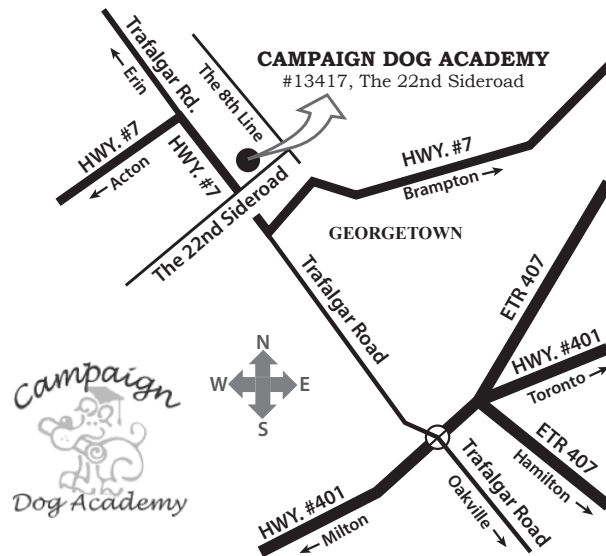 CAMPAIGN DOG ACADEMY
#13417, The 22nd Sideroad
Trafalgar Rd.
← Erin
The 8th Line
HWY. #7
← Acton
HWY. #7
The 22nd Sideroad
HWY. #7
Brampton →
GEORGETOWN
Trafalgar Road
ETR 407
HWY. #401
Toronto →
N
W
E
S
ETR 407
Hamilton →
Trafalgar Road
Oakville →
HWY. #401
← Milton
Campaign
Dog Academy